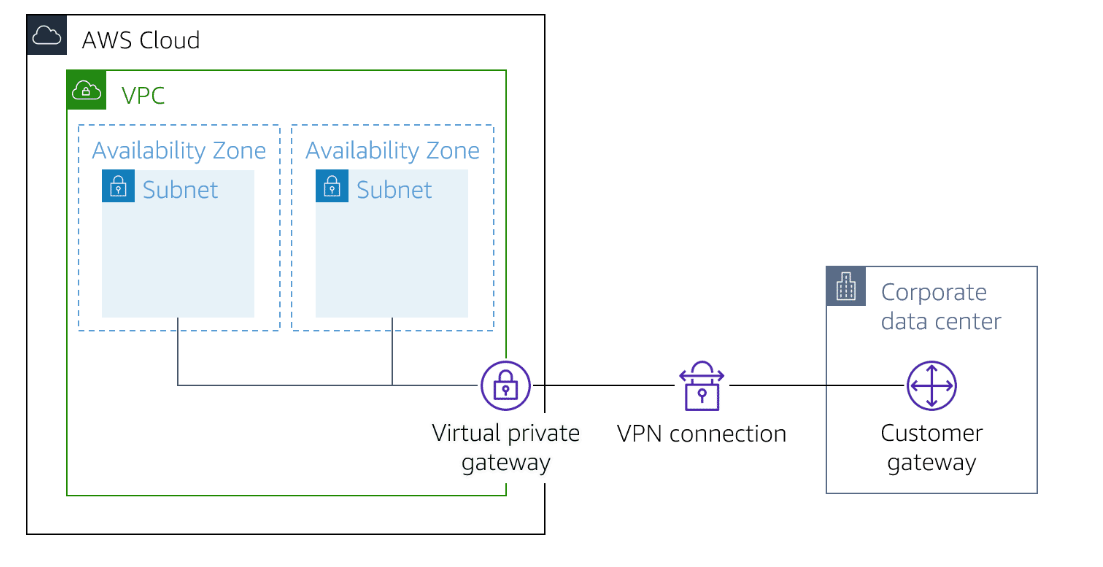 AWS Cloud
VPC
Availability Zone
Subnet
Availability Zone
Subnet
Virtual private
gateway
VPN connection
Corporate
data center
Customer
gateway